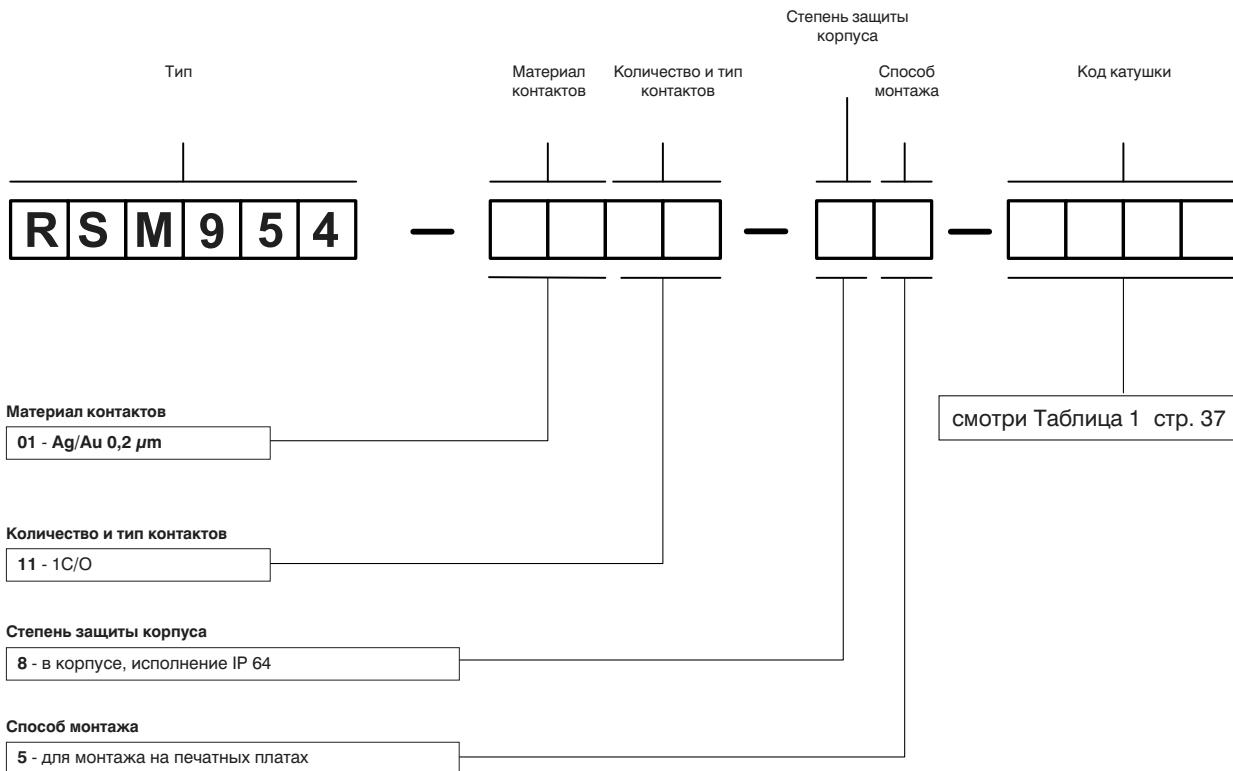 Степень защиты
корпуса
Тип
Материал
контактов
Количество и тип
контактов
Способ
монтажа
Код катушки
RSM954 — — —
Материал контактов
01 - Ag/Au 0,2 µm
смотри Таблица 1 стр. 37
Количество и тип контактов
11 - 1C/O
Степень защиты корпуса
8 - в корпусе, исполнение IP 64
Способ монтажа
5 - для монтажа на печатных платах